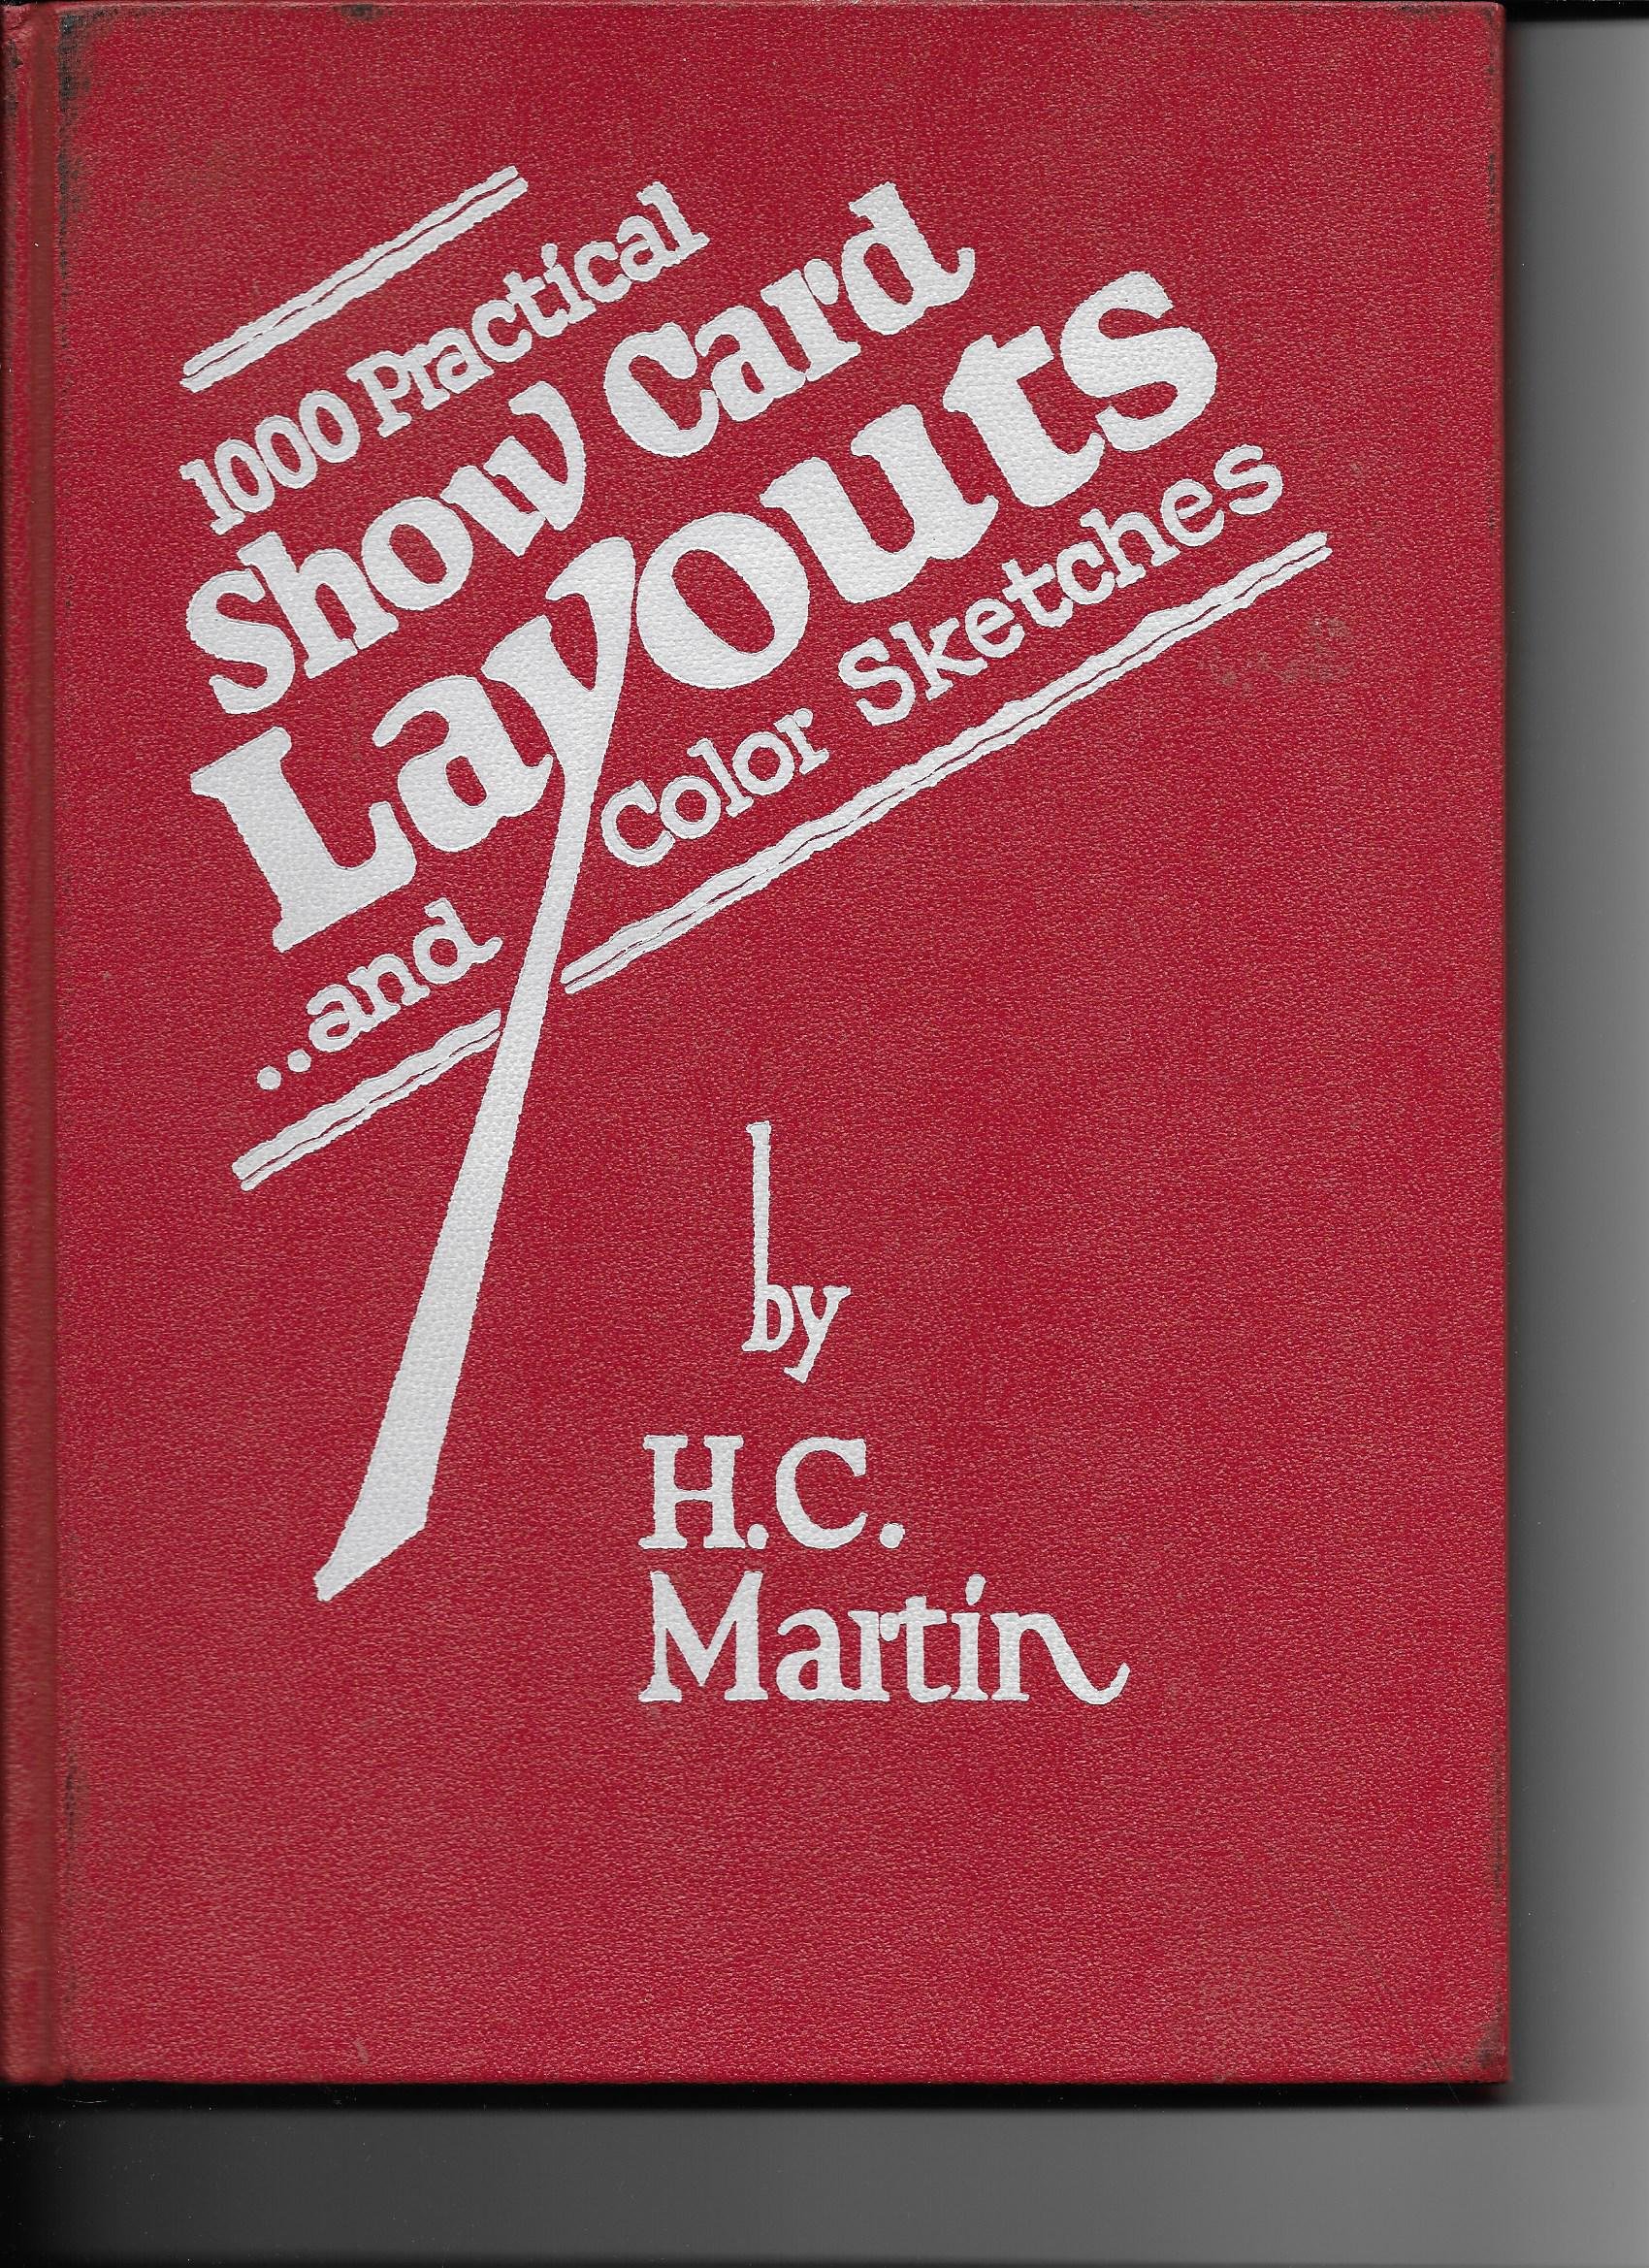 1000 Practical
Show Card
Layouts
..and Color Sketches
by
H.C.
Martin